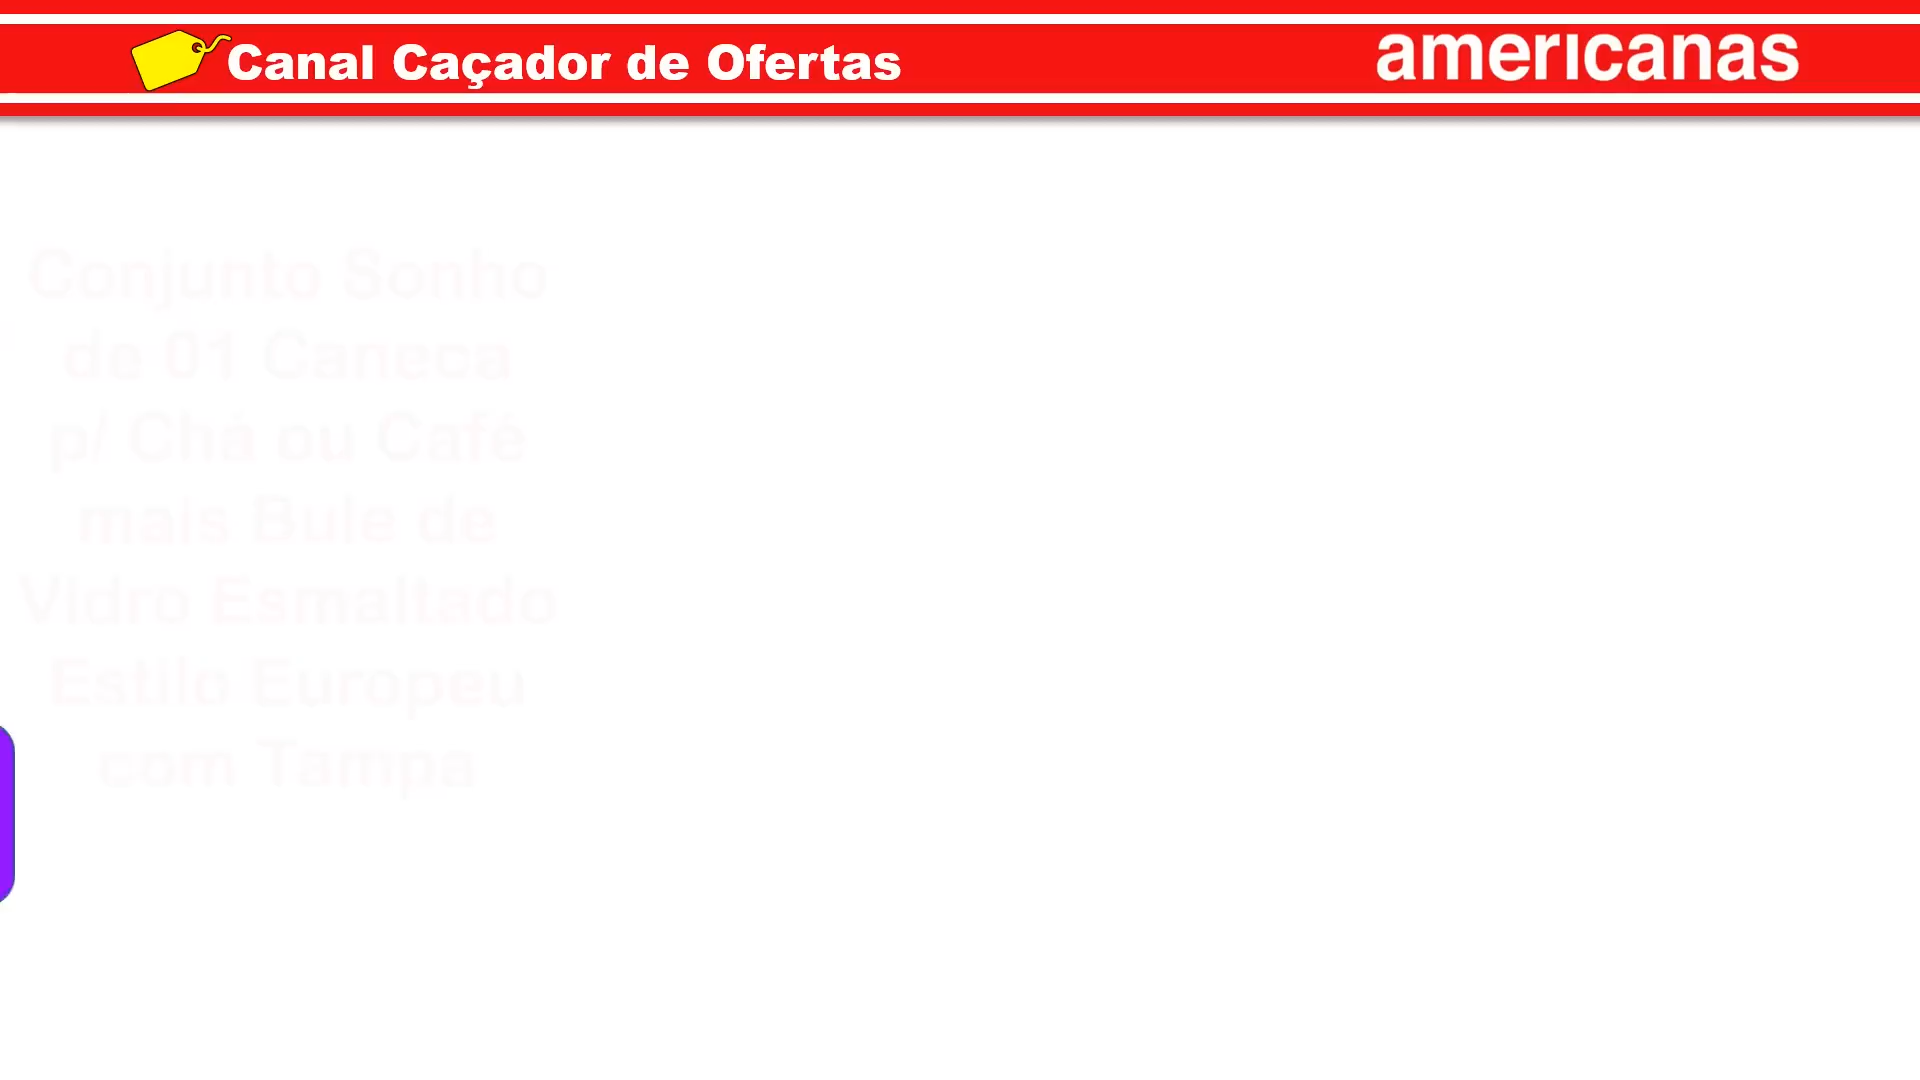 Canal Caçador de Ofertas
americanas
Conjunto Sonho
de 01 Caneca
p/ Chá ou Café
mais Bule de
Vidro Esmaltado
Estilo Europeu
com Tampa